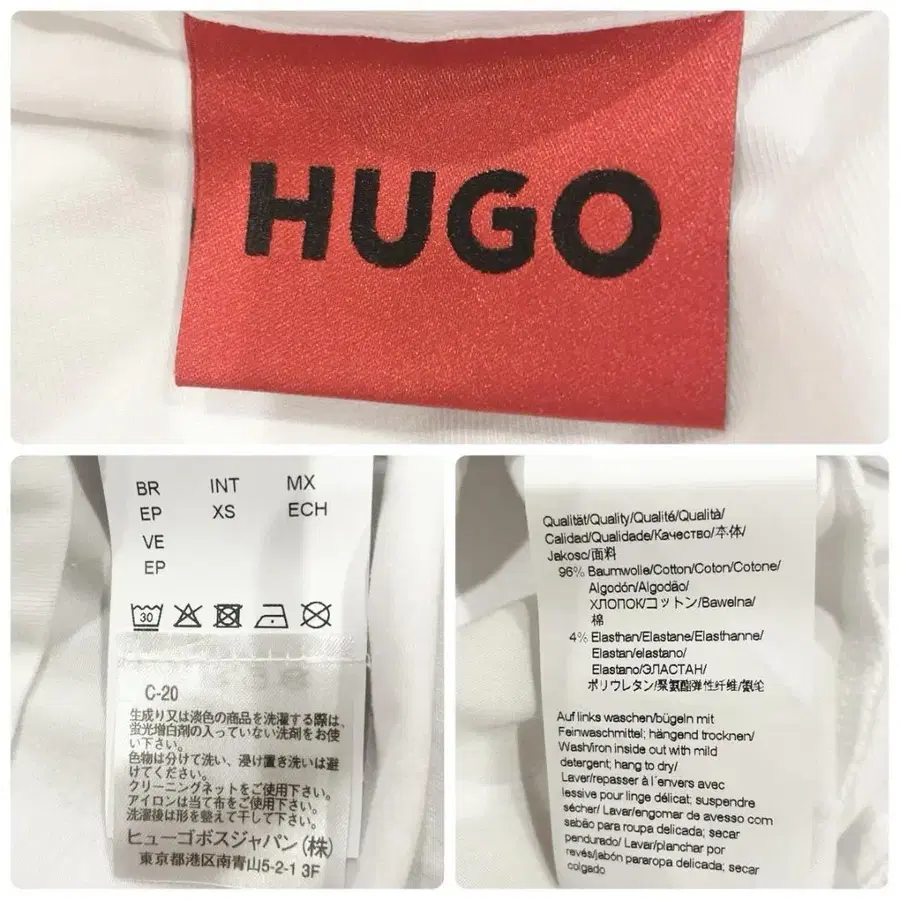 HUGO
BR INT MX
EP XS ECH
VE
EP
30
C-20
生成り又は淡色の商品を洗濯する際は、
蛍光増白剤の入っていない洗剤をお使
い下さい。
色物は分けて洗い、浸け置き洗いは避
けてください。
クリーニングネットをご使用下さい。
アイロンは当て布をご使用下さい。
洗濯後は形を整えて干して下さい。
ヒューゴボスジャパン(株)
東京都港区南青山5-2-1 3F
Qualität/Quality/Qualité/Qualità/
Calidad/Qualidade/Качество/本体/
Jakosc/面料
96% Baumwolle/Cotton/Coton/Cotone/
Algodón/Algodão/
ХЛОПОК/コットン/Bawelna/
棉
4% Elasthan/Elastane/Elasthanne/
Elastan/elastano/
Elastano/ЭЛАСТАН/
ポリウレタン/聚氨酯弹性纤维/氨纶
Auf links waschen/bügeln mit
Feinwaschmittel; hängend trocknen/
Wash/iron inside out with mild
detergent; hang to dry/
Laver/repasser à l´envers avec
lessive pour linge délicat; suspendre
sécher/ Lavar/engomar de avesso com
sabão para roupa delicada; secar
pendurado/ Lavar/planchar por
revés/jabón pararopa delicada; secar
colgado